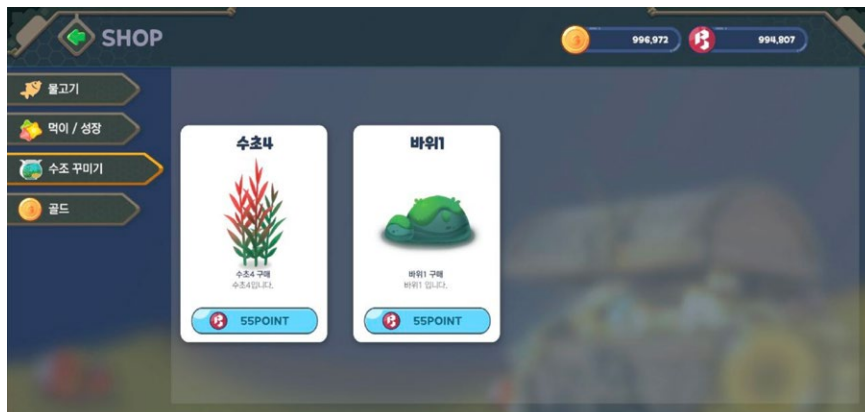 SHOP
996,972
994,807
물고기
먹이 / 성장
수조 꾸미기
골드
수초4
수초4 구매
수초4입니다.
55POINT
바위1
바위1 구매
바위1 입니다.
55POINT